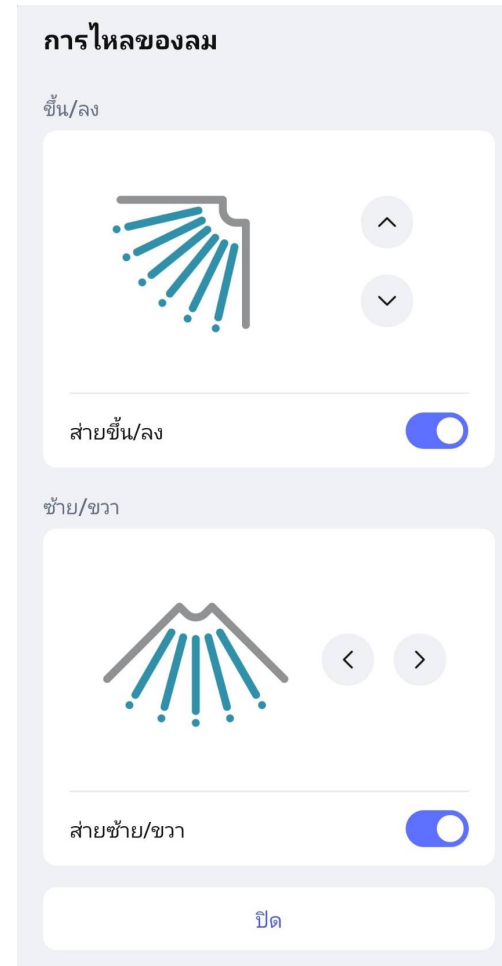 การไหลของลม
ขึ้น/ลง
ส่ายขึ้น/ลง
ซ้าย/ขวา
ส่ายซ้าย/ขวา
ปิด